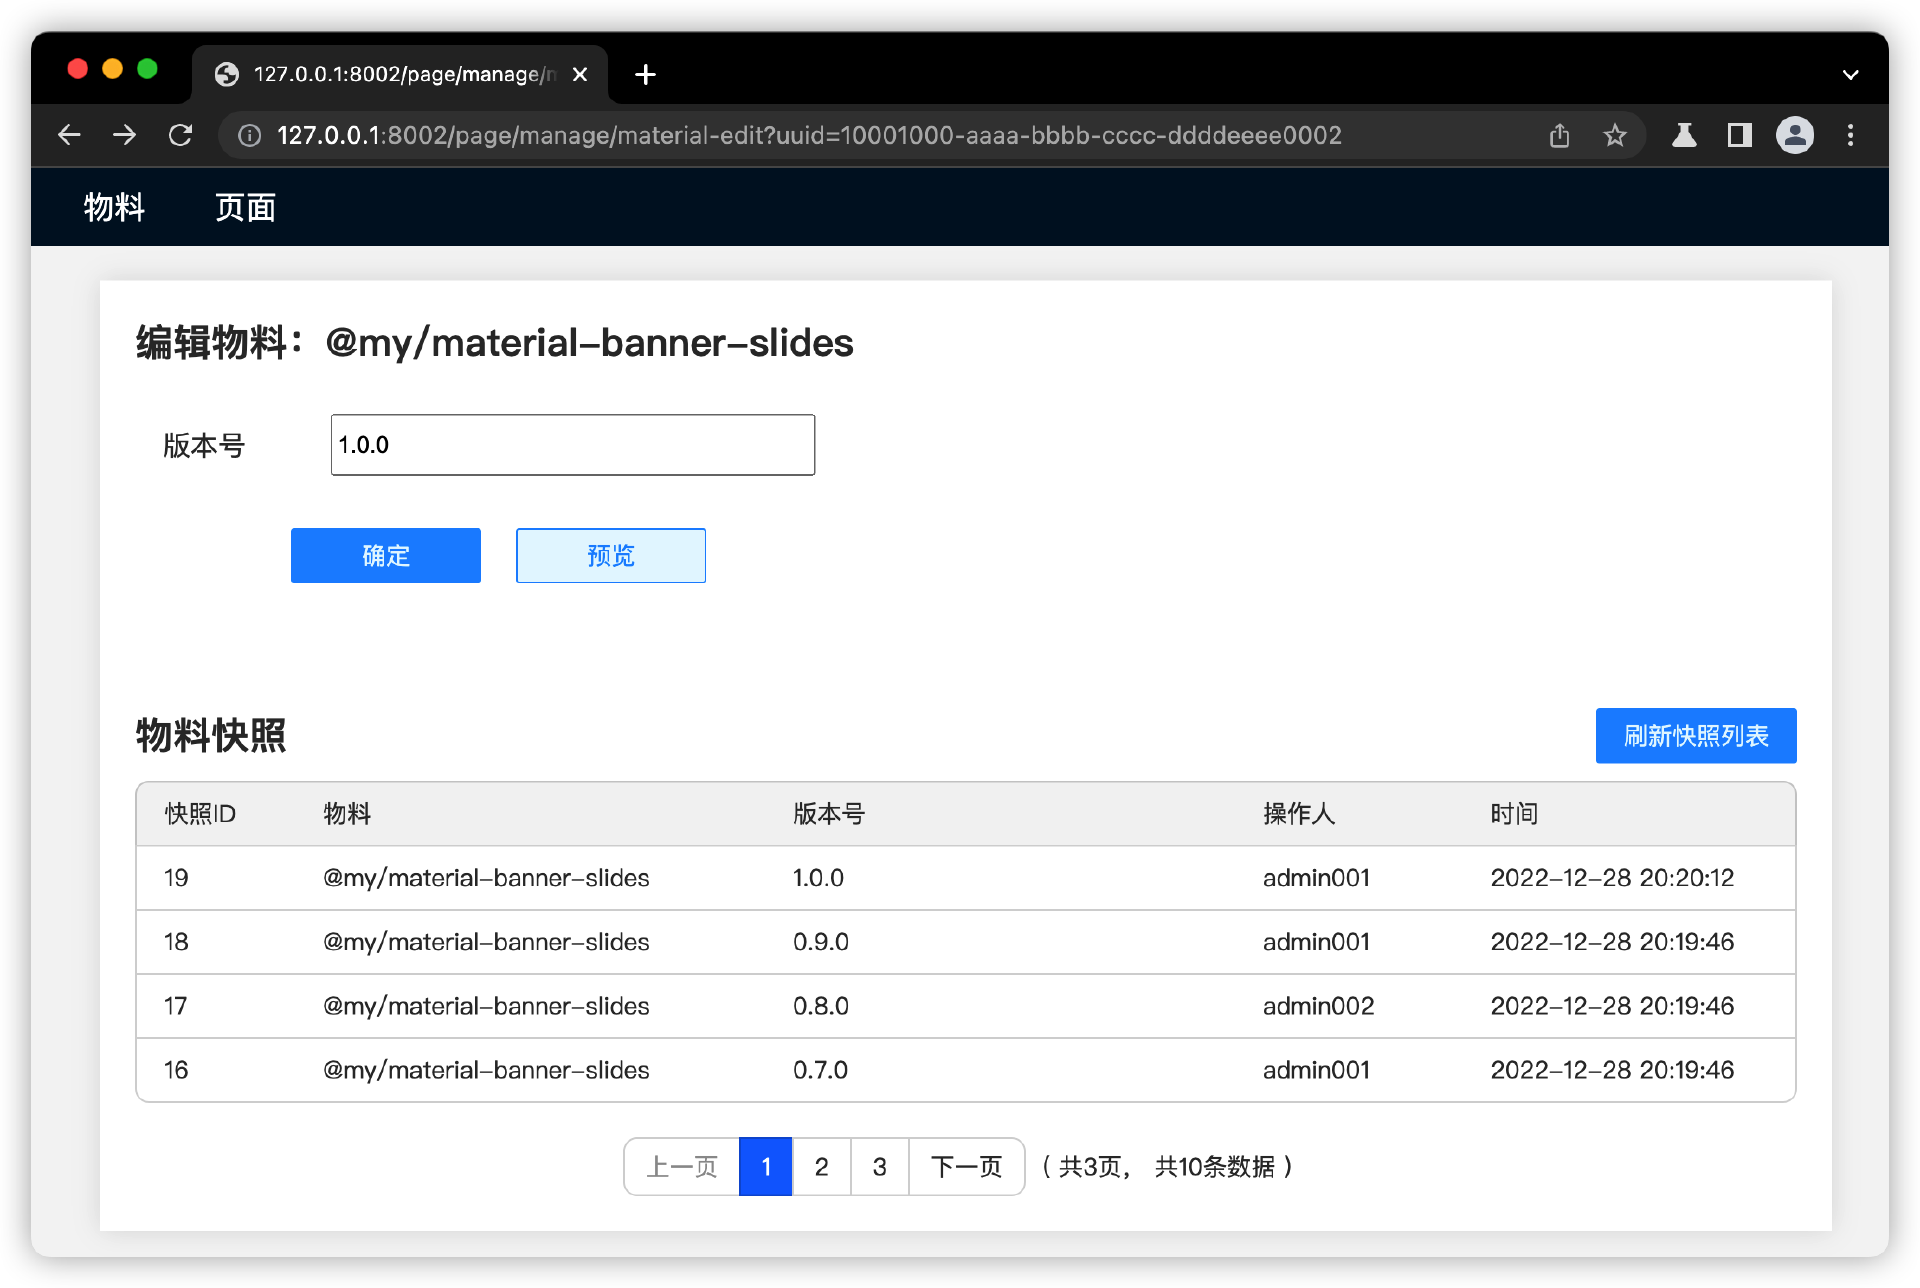 127.0.0.1:8002/page/manage/
127.0.0.1:8002/page/manage/material-edit?uuid=10001000-aaaa-bbbb-cccc-ddddeeee0002
物料 页面
编辑物料：@my/material-banner-slides
版本号 1.0.0
确定 预览
物料快照 刷新快照列表
快照ID 物料 版本号 操作人 时间
19 @my/material-banner-slides 1.0.0 admin001 2022-12-28 20:20:12
18 @my/material-banner-slides 0.9.0 admin001 2022-12-28 20:19:46
17 @my/material-banner-slides 0.8.0 admin002 2022-12-28 20:19:46
16 @my/material-banner-slides 0.7.0 admin001 2022-12-28 20:19:46
上一页 1 2 3 下一页 （ 共3页， 共10条数据 ）